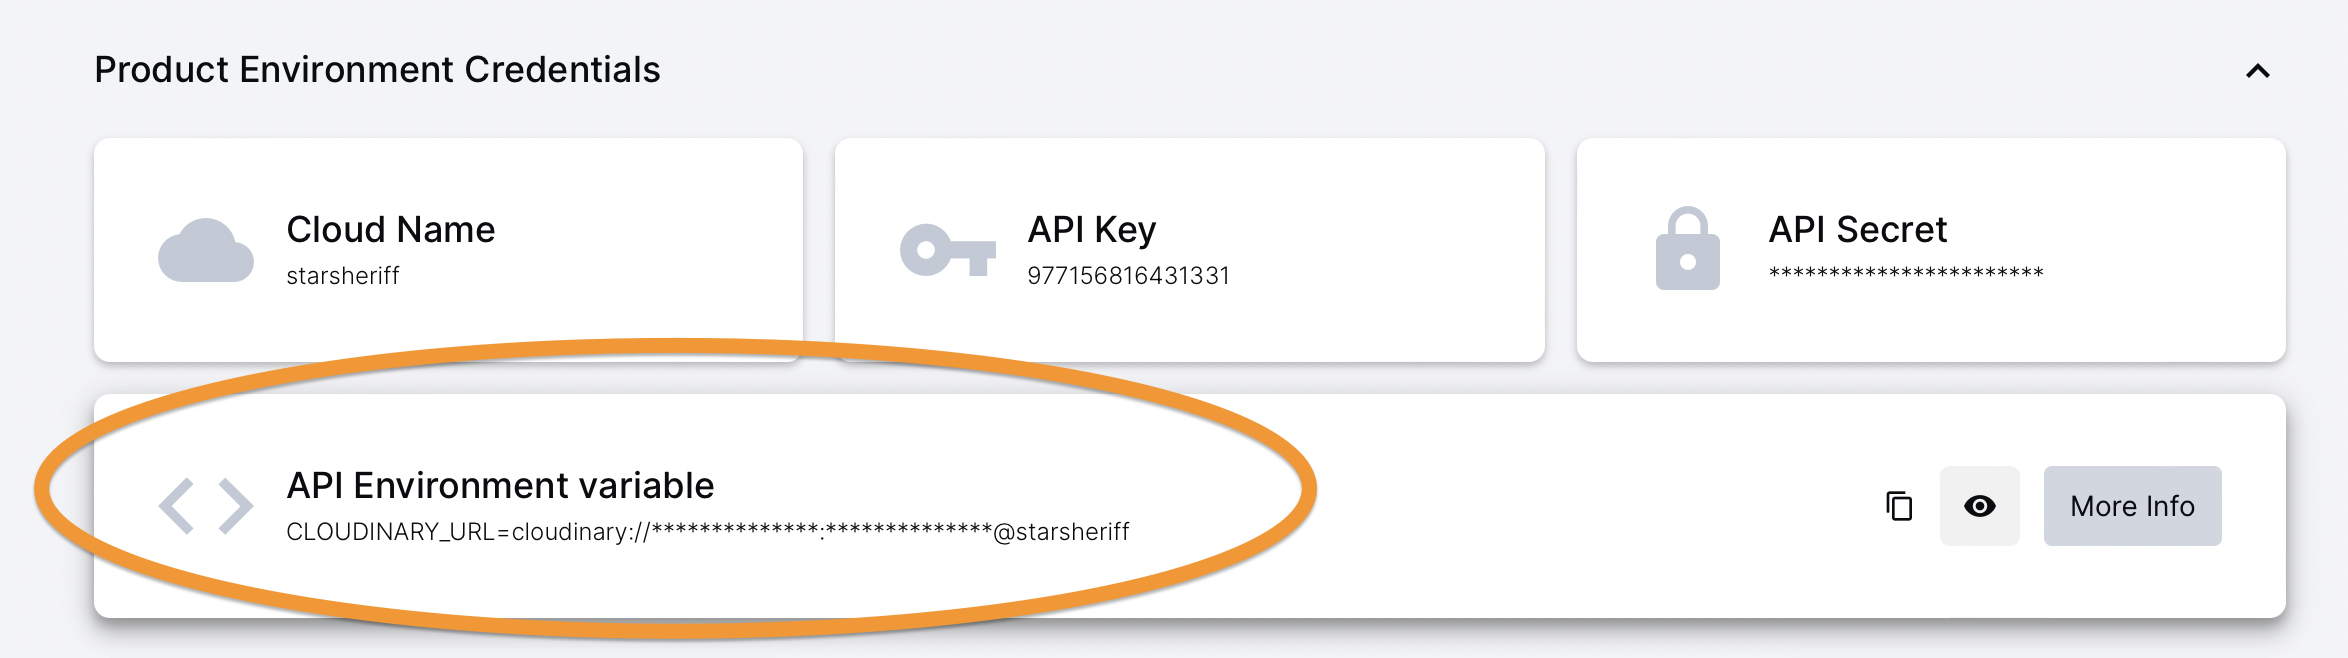 Product Environment Credentials
Cloud Name
starsheriff
API Key
977156816431331
API Secret
***********************
API Environment variable
CLOUDINARY_URL=cloudinary://**************:**************@starsheriff
More Info